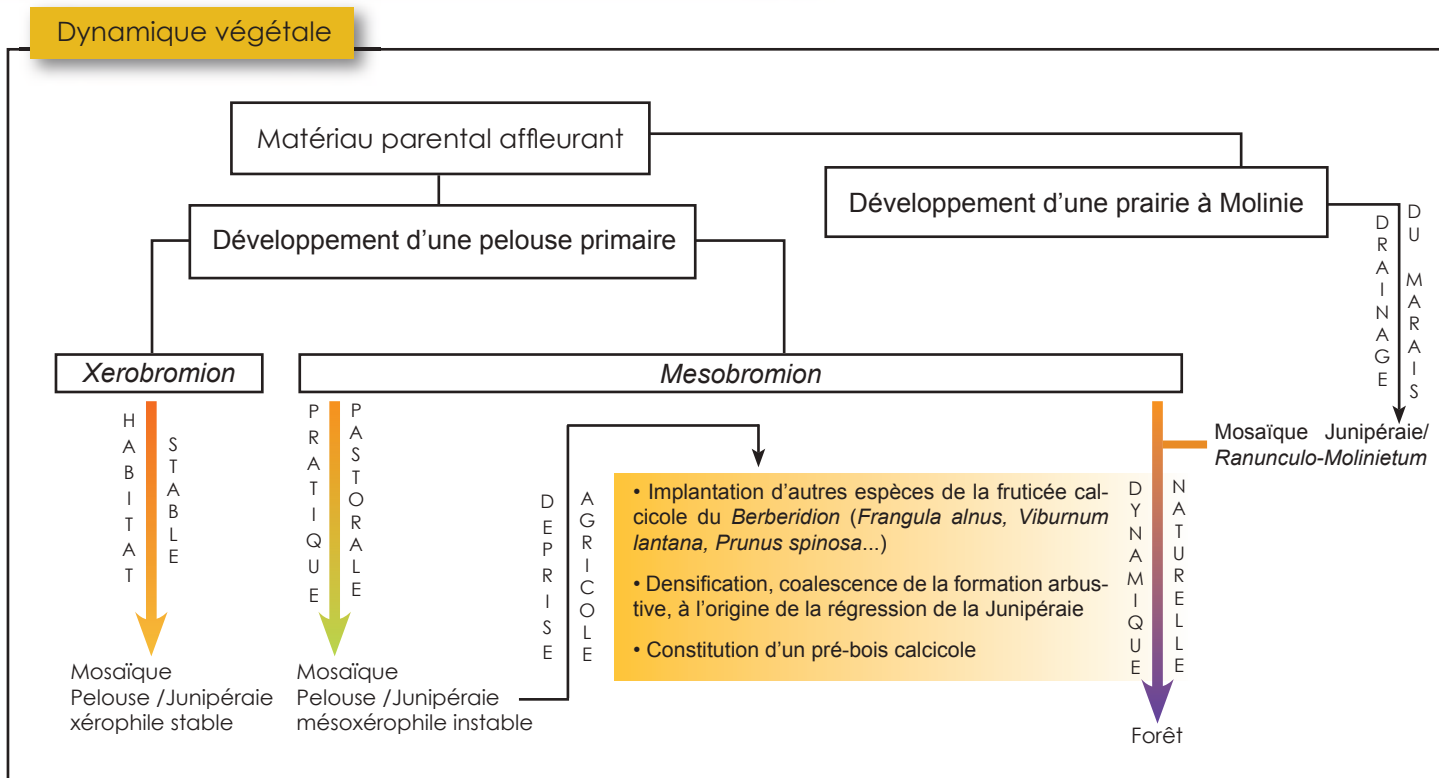 Dynamique végétale
Matériau parental affleurant
Développement d'une prairie à Molinie
Développement d'une pelouse primaire
DRAINAGE
DU MARAIS
Xerobromion
Mesobromion
HABITAT
STABLE
PRATIQUE
PASTORALE
Mosaïque Junipéraie/
Ranunculo-Molinietum
DEPRISE
AGRICOLE
• Implantation d'autres espèces de la fruticée cal-
cicole du Berberidion (Frangula alnus, Viburnum
lantana, Prunus spinosa...)
• Densification, coalescence de la formation arbus-
tive, à l'origine de la régression de la Junipéraie
• Constitution d'un pré-bois calcicole
DYNAMIQUE
NATURELLE
Mosaïque
Pelouse /Junipéraie
xérophile stable
Mosaïque
Pelouse /Junipéraie
mésoxérophile instable
Forêt